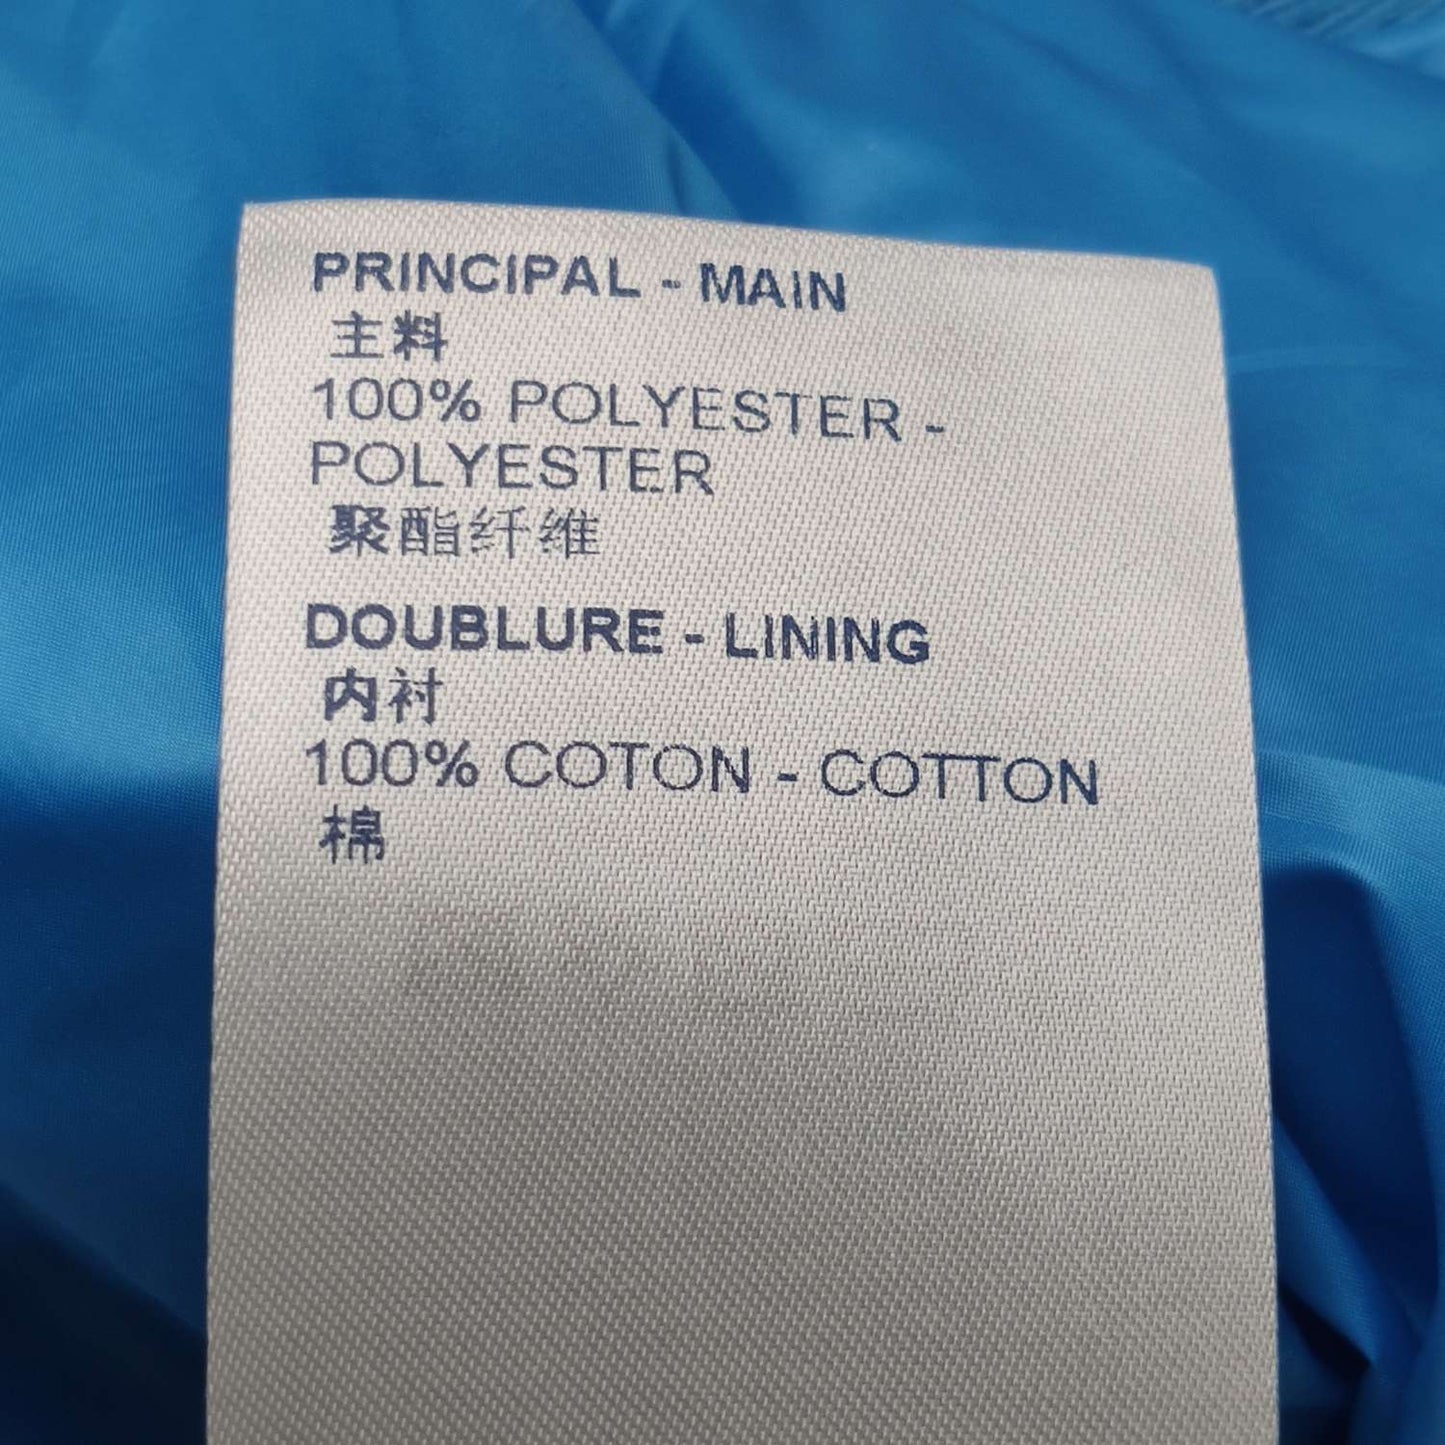 PRINCIPAL - MAIN
主料
100% POLYESTER -
POLYESTER
聚酯纤维
DOUBLURE - LINING
内衬
100% COTON - COTTON
棉